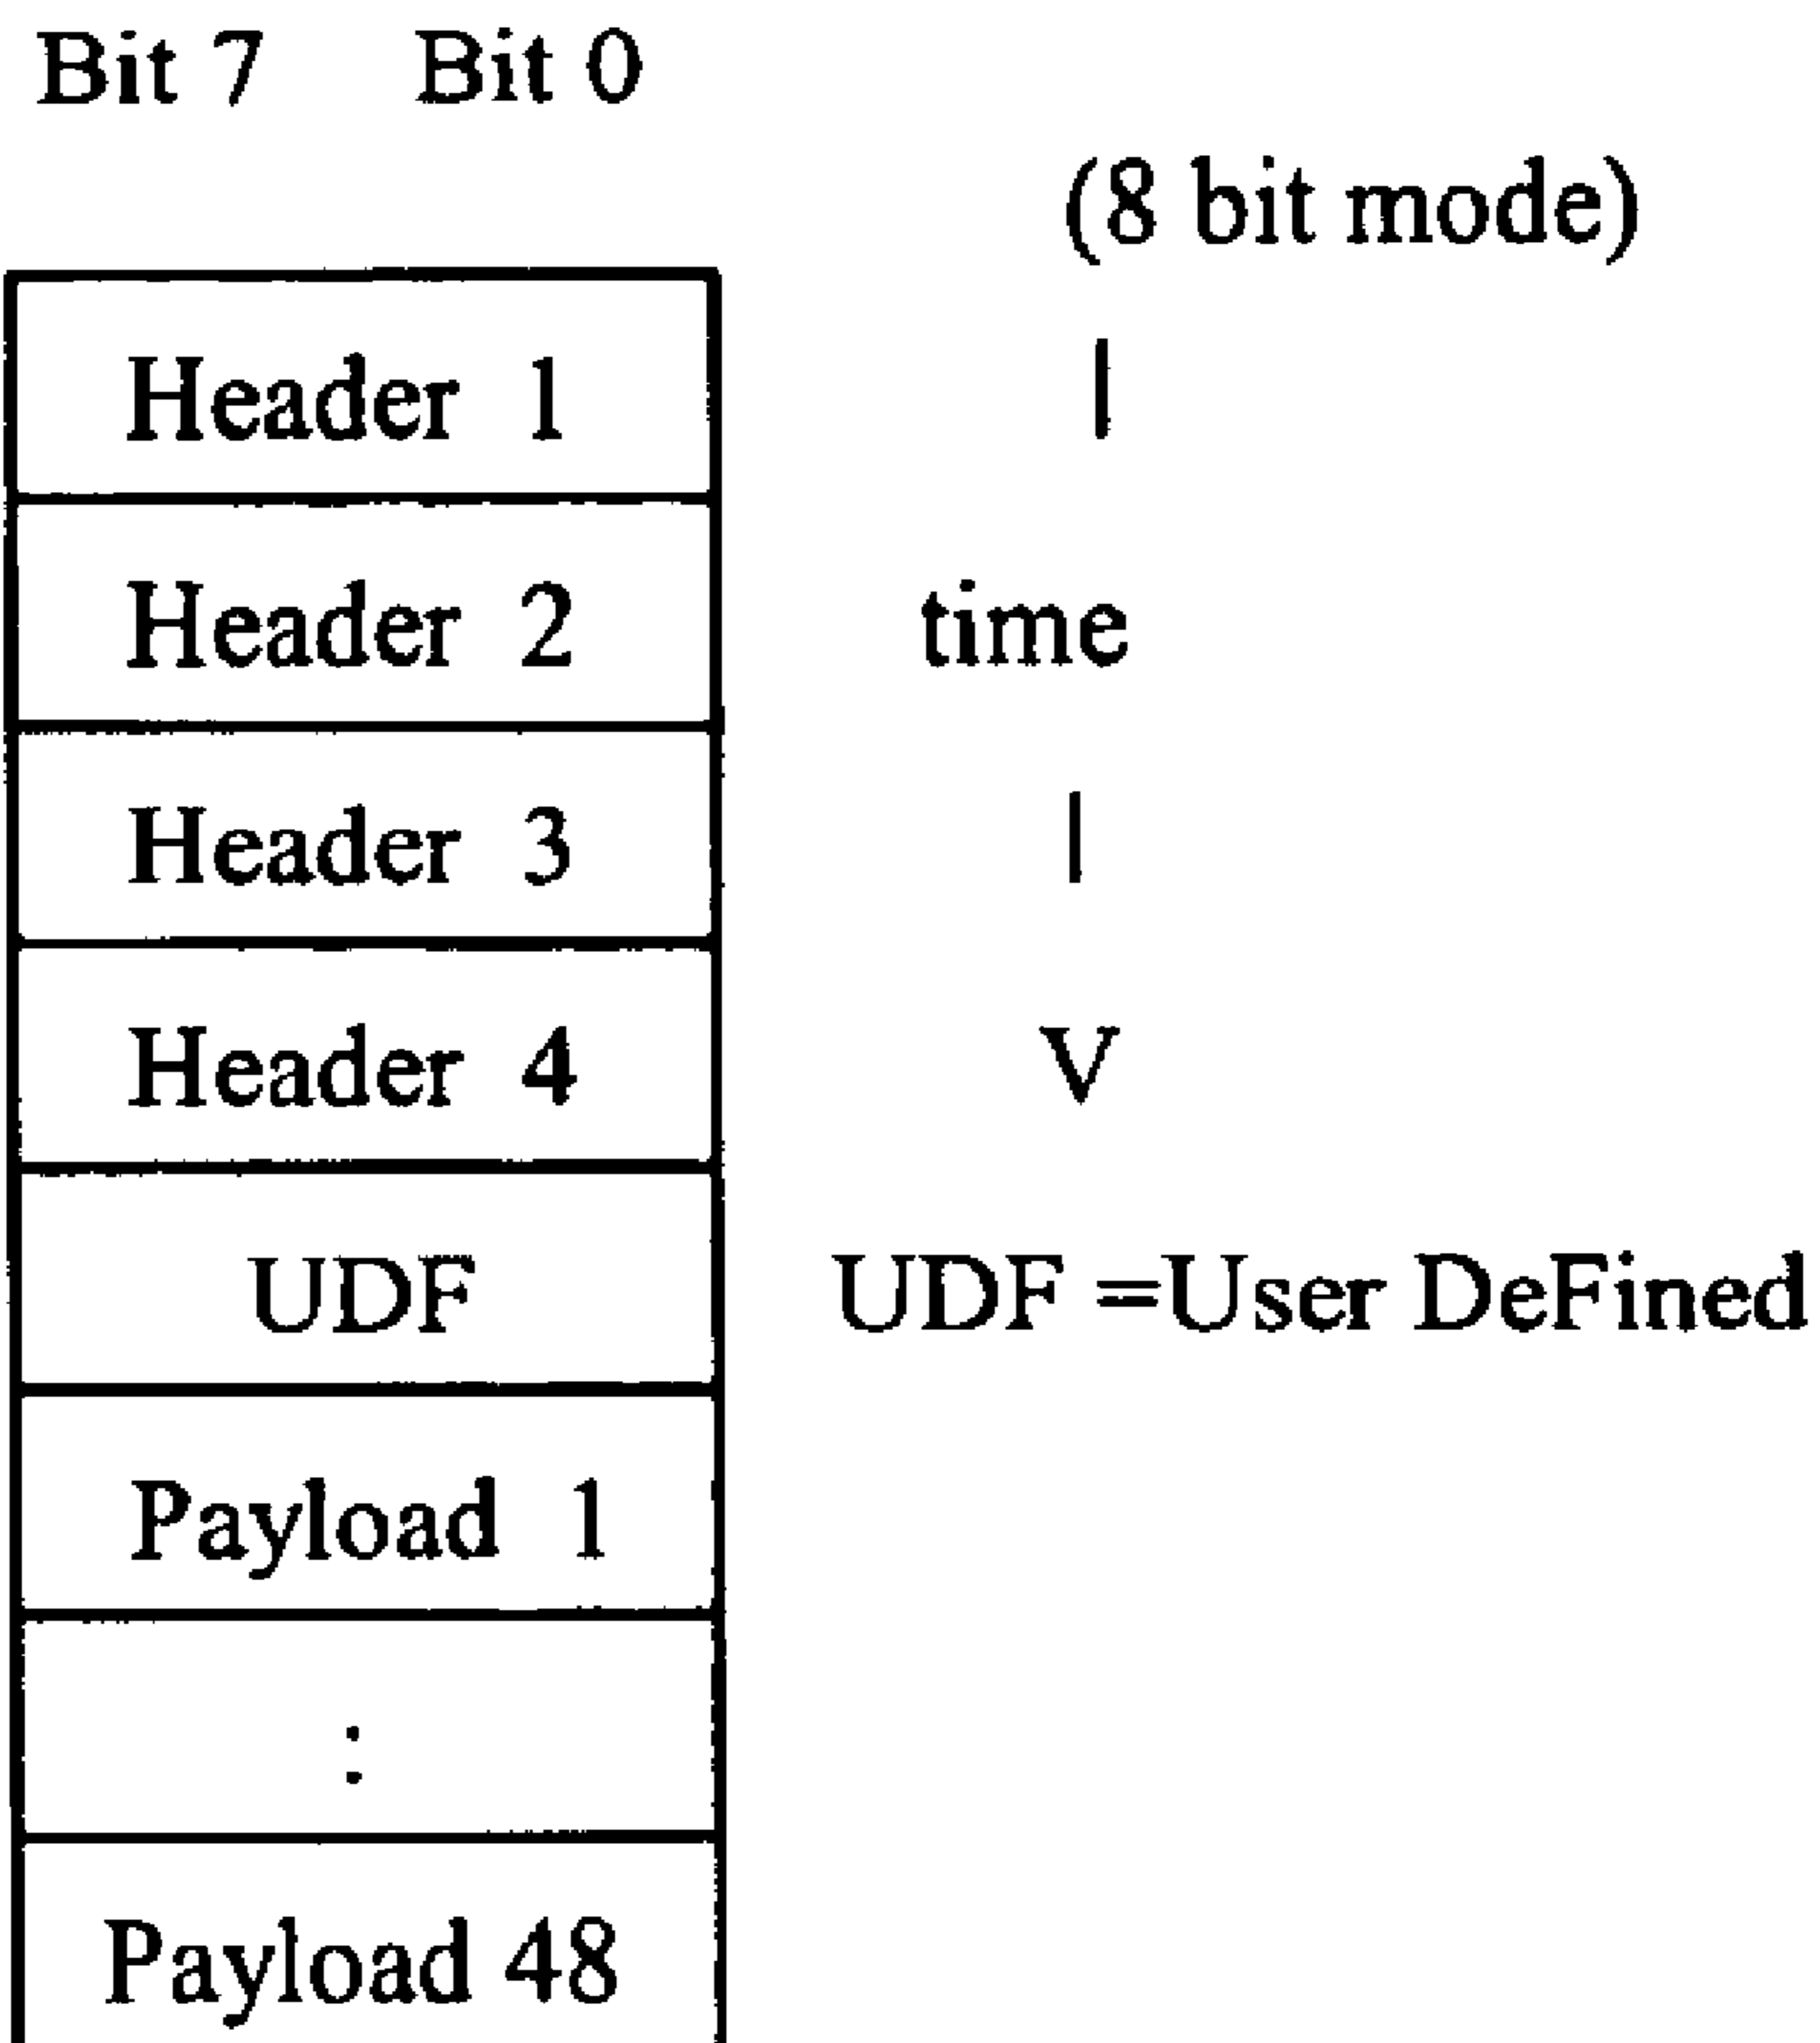 Bit 7 Bit 0
(8 bit mode)
Header 1 |
Header 2 time
Header 3 |
Header 4 V
UDF UDF =User DeFined
Payload 1
:
Payload 48